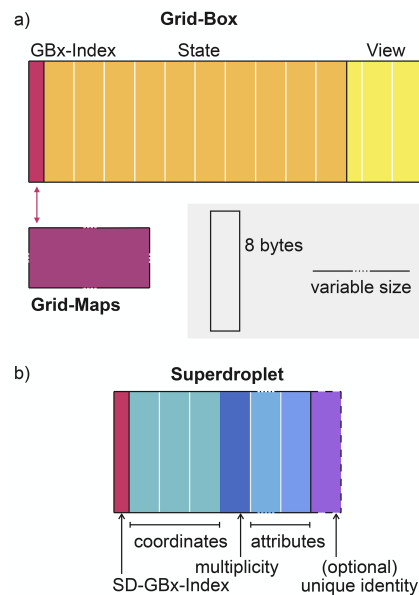 a)
Grid-Box
GBx-Index
State
View
8 bytes
variable size
Grid-Maps
b)
Superdroplet
coordinates
attributes
multiplicity
(optional)
SD-GBx-Index
unique identity